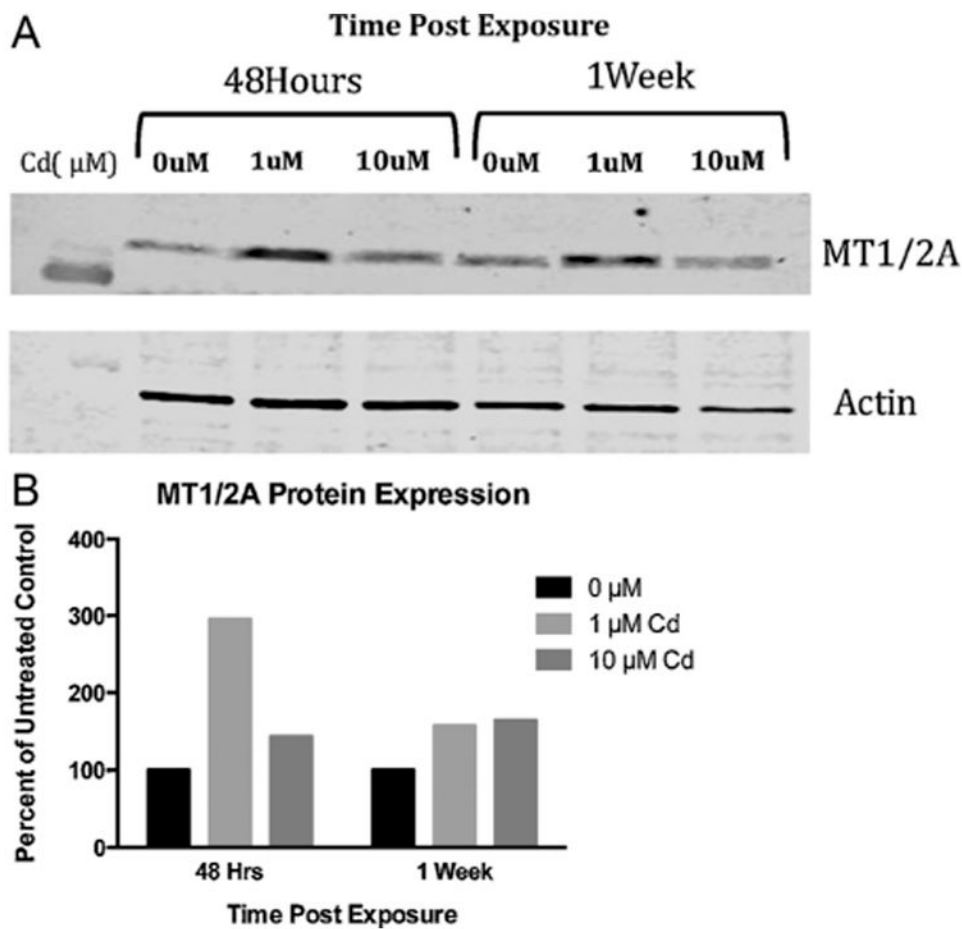 A
Time Post Exposure
48Hours 1Week
Cd( µM) 0uM 1uM 10uM 0uM 1uM 10uM
MT1/2A
Actin
B
MT1/2A Protein Expression
Percent of Untreated Control
400
300
200
100
0
0 µM
1 µM Cd
10 µM Cd
48 Hrs 1 Week
Time Post Exposure